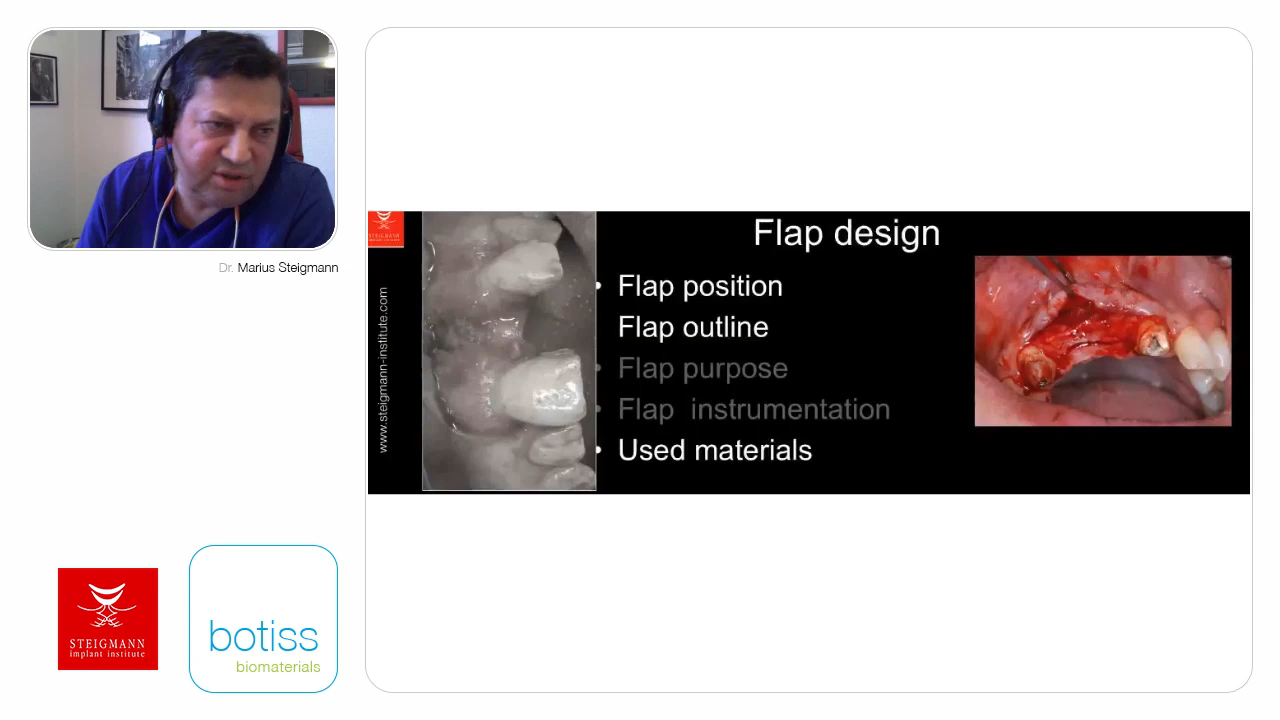 Dr. Marius Steigmann
www.steigmann-institute.com
Flap design
• Flap position
Flap outline
• Flap purpose
• Flap instrumentation
• Used materials
STEIGMANN
implant institute
botiss
biomaterials